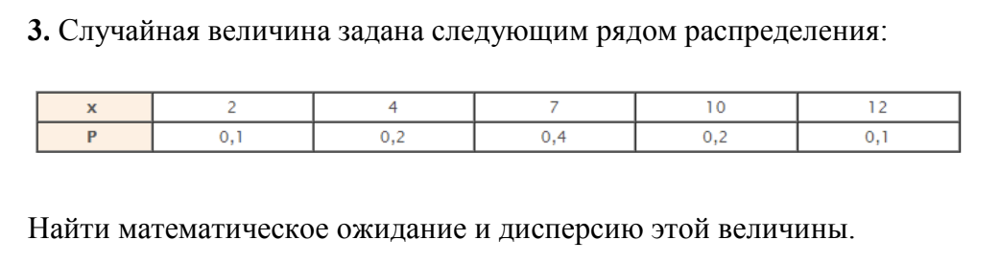 3. Случайная величина задана следующим рядом распределения:
x 2 4 7 10 12
P 0,1 0,2 0,4 0,2 0,1
Найти математическое ожидание и дисперсию этой величины.